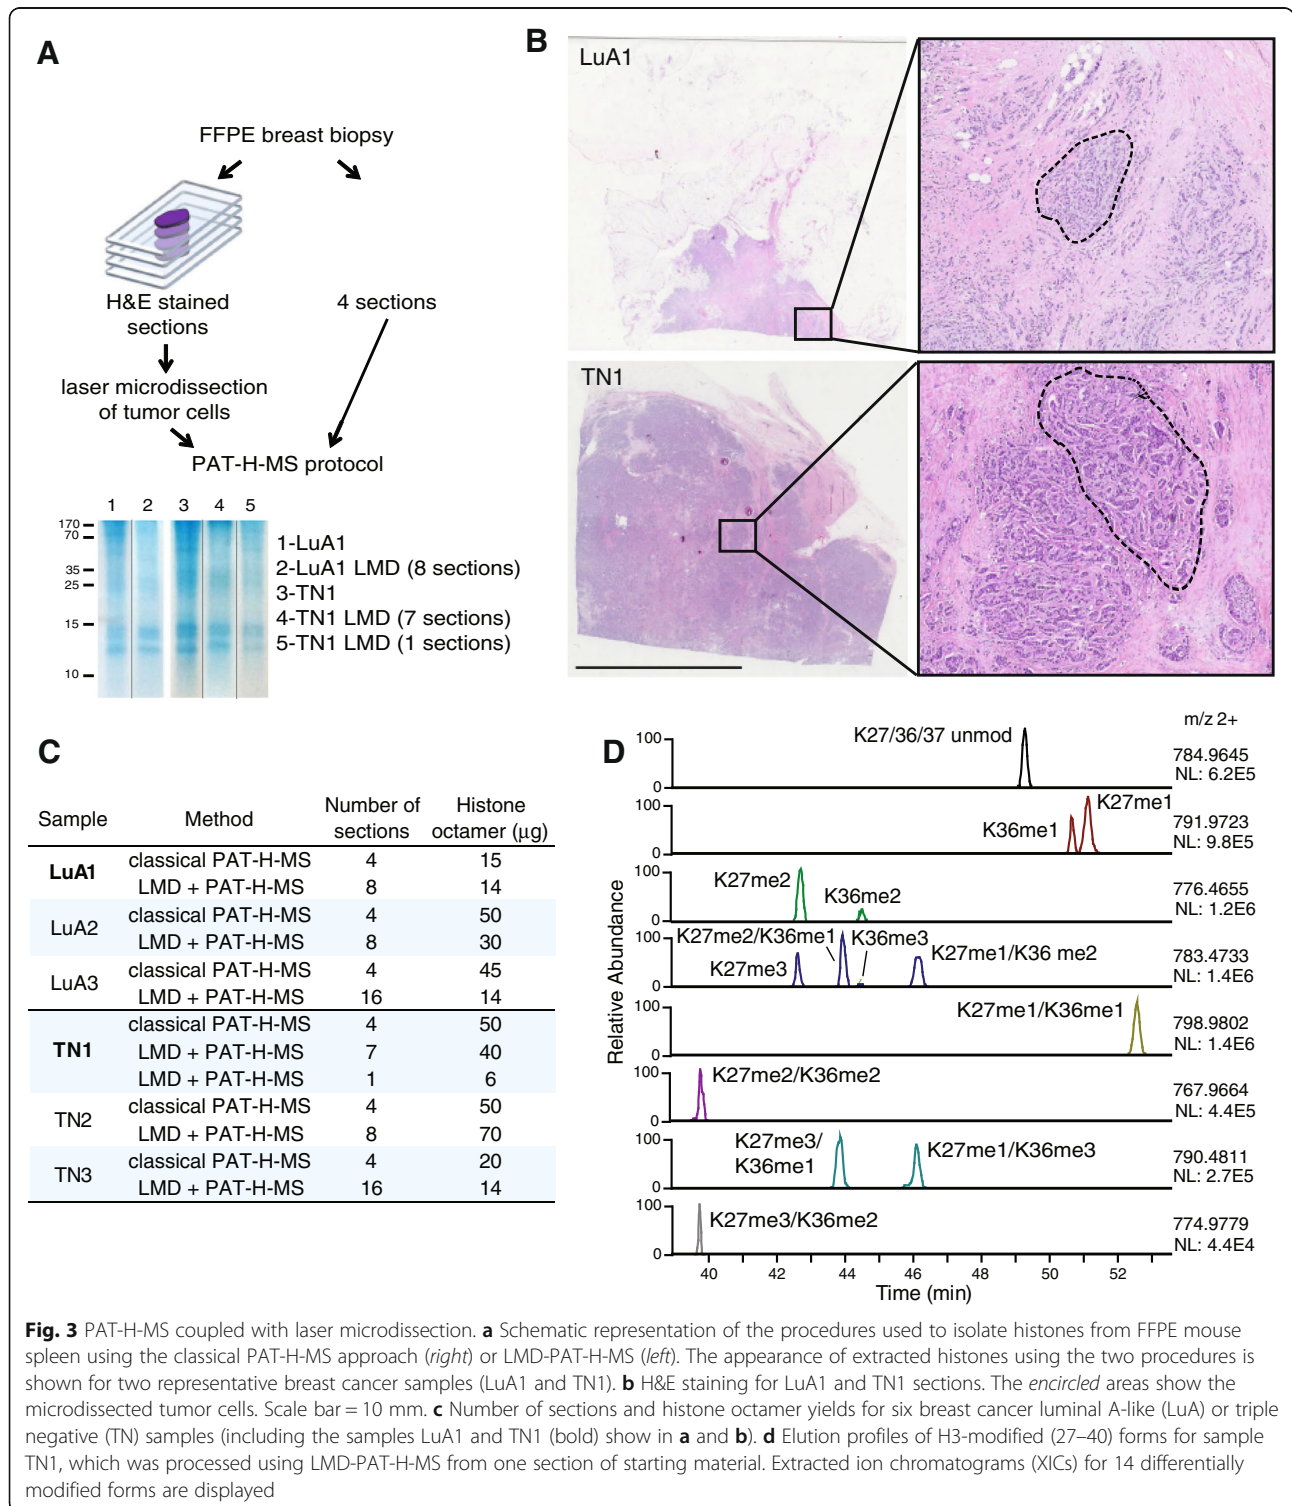 A
FFPE breast biopsy
H&E stained
sections
4 sections
laser microdissection
of tumor cells
PAT-H-MS protocol
1 2 3 4 5
170
70
35
25
15
10
1-LuA1
2-LuA1 LMD (8 sections)
3-TN1
4-TN1 LMD (7 sections)
5-TN1 LMD (1 sections)
B
LuA1
TN1
C
Sample Method Number of sections Histone octamer (μg)
LuA1 classical PAT-H-MS 4 15
LMD + PAT-H-MS 8 14
LuA2 classical PAT-H-MS 4 50
LMD + PAT-H-MS 8 30
LuA3 classical PAT-H-MS 4 45
LMD + PAT-H-MS 16 14
TN1 classical PAT-H-MS 4 50
LMD + PAT-H-MS 7 40
LMD + PAT-H-MS 1 6
TN2 classical PAT-H-MS 4 50
LMD + PAT-H-MS 8 70
TN3 classical PAT-H-MS 4 20
LMD + PAT-H-MS 16 14
D
m/z 2+
Relative Abundance
100
0
K27/36/37 unmod
784.9645
NL: 6.2E5
100
0
K36me1
K27me1
791.9723
NL: 9.8E5
100
0
K27me2
K36me2
776.4655
NL: 1.2E6
100
0
K27me2/K36me1
K36me3
K27me3
K27me1/K36 me2
783.4733
NL: 1.4E6
100
0
K27me1/K36me1
798.9802
NL: 1.4E6
100
0
K27me2/K36me2
767.9664
NL: 4.4E5
100
0
K27me3/
K36me1
K27me1/K36me3
790.4811
NL: 2.7E5
100
0
K27me3/K36me2
774.9779
NL: 4.4E4
40 42 44 46 48 50 52
Time (min)
Fig. 3 PAT-H-MS coupled with laser microdissection. a Schematic representation of the procedures used to isolate histones from FFPE mouse
spleen using the classical PAT-H-MS approach (right) or LMD-PAT-H-MS (left). The appearance of extracted histones using the two procedures is
shown for two representative breast cancer samples (LuA1 and TN1). b H&E staining for LuA1 and TN1 sections. The encircled areas show the
microdissected tumor cells. Scale bar = 10 mm. c Number of sections and histone octamer yields for six breast cancer luminal A-like (LuA) or triple
negative (TN) samples (including the samples LuA1 and TN1 (bold) show in a and b). d Elution profiles of H3-modified (27–40) forms for sample
TN1, which was processed using LMD-PAT-H-MS from one section of starting material. Extracted ion chromatograms (XICs) for 14 differentially
modified forms are displayed